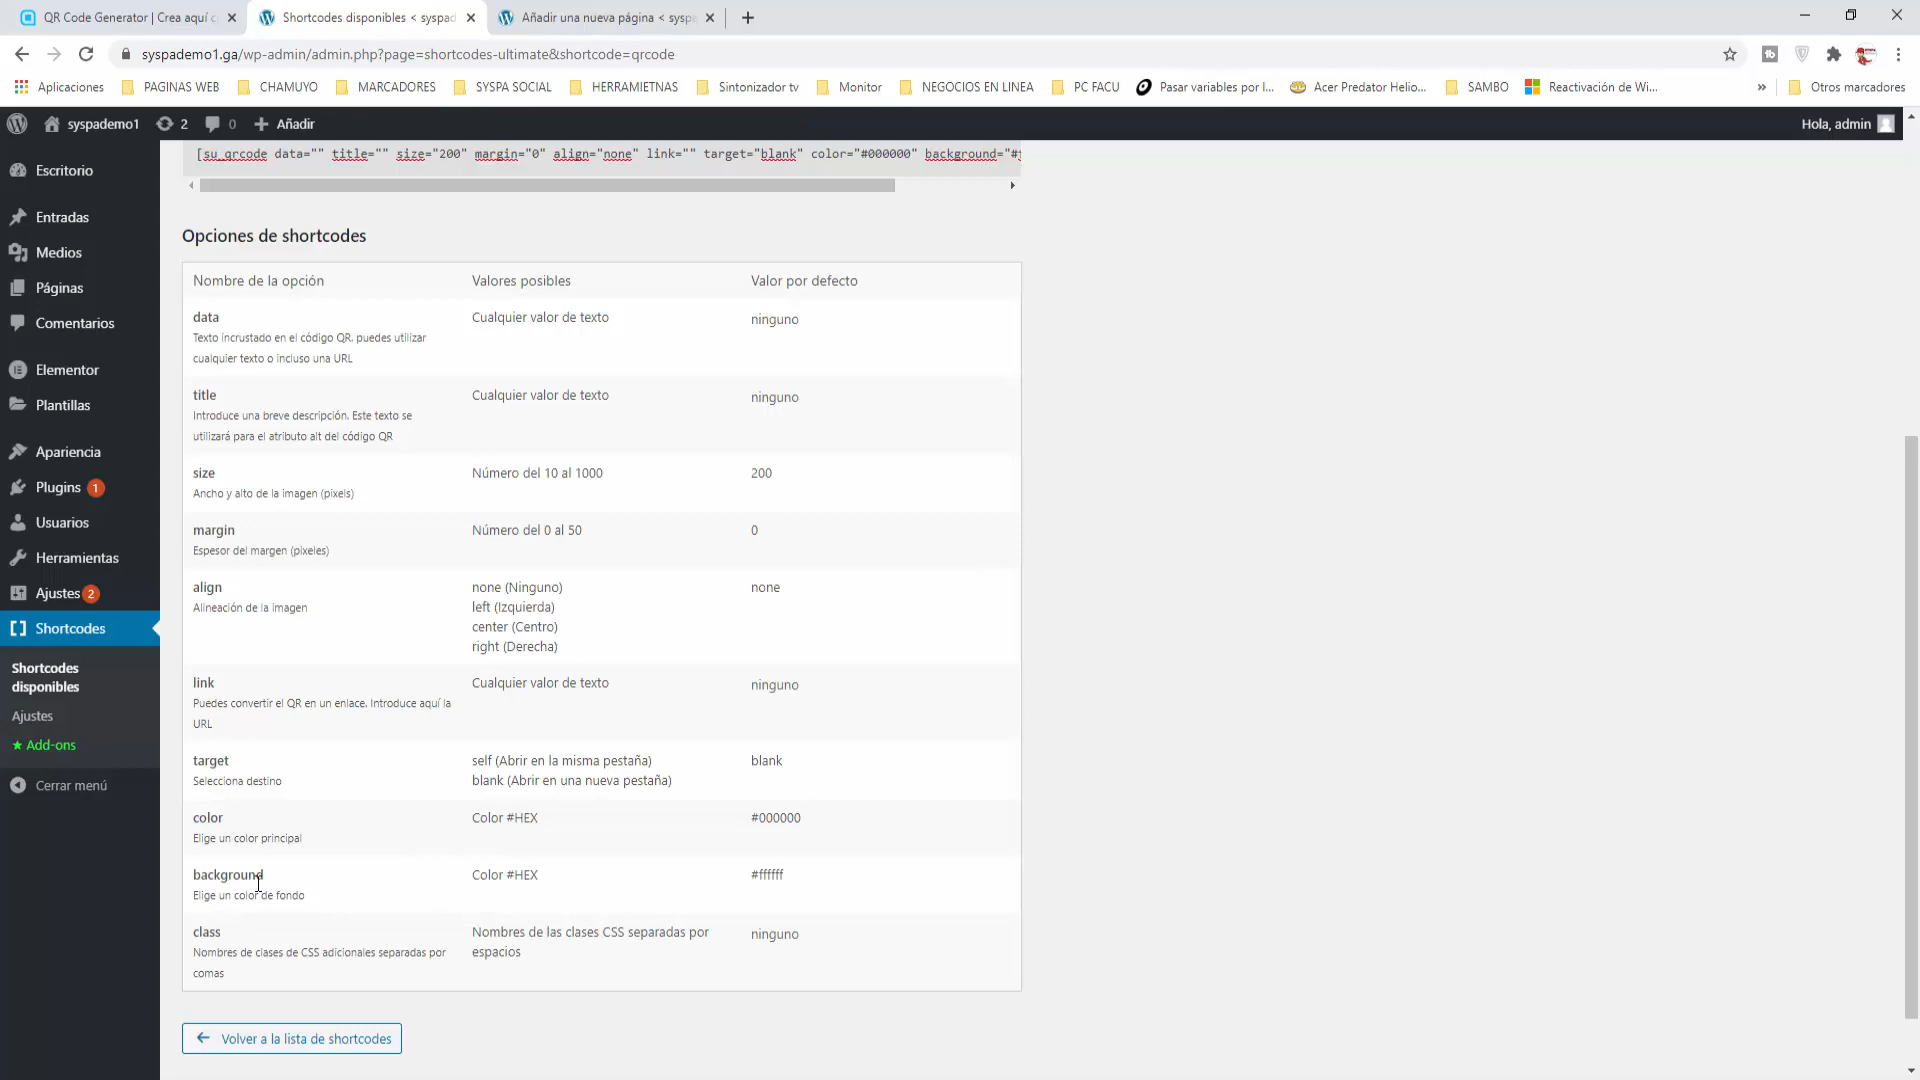 QR Code Generator | Crea aquí c
Shortcodes disponibles < syspad
Añadir una nueva página < sysp
syspademo1.ga/wp-admin/admin.php?page=shortcodes-ultimate&shortcode=qrcode
Aplicaciones
PAGINAS WEB
CHAMUYO
MARCADORES
SYSPA SOCIAL
HERRAMIETNAS
Sintonizador tv
Monitor
NEGOCIOS EN LINEA
PC FACU
Pasar variables por l...
Acer Predator Helio...
SAMBO
Reactivación de Wi...
»
Otros marcadores
syspademo1
2
0
Añadir
Hola, admin
Escritorio
Entradas
Medios
Páginas
Comentarios
Elementor
Plantillas
Apariencia
Plugins 1
Usuarios
Herramientas
Ajustes 2
Shortcodes
Shortcodes
disponibles
Ajustes
★ Add-ons
Cerrar menú
[su_qrcode data="" title="" size="200" margin="0" align="none" link="" target="blank" color="#000000" background="#
Opciones de shortcodes
Nombre de la opción Valores posibles Valor por defecto
data Cualquier valor de texto ninguno
Texto incrustado en el código QR, puedes utilizar
cualquier texto o incluso una URL
title Cualquier valor de texto ninguno
Introduce una breve descripción. Este texto se
utilizará para el atributo alt del código QR
size Número del 10 al 1000 200
Ancho y alto de la imagen (pixels)
margin Número del 0 al 50 0
Espesor del margen (pixeles)
align none (Ninguno) none
Alineación de la imagen left (Izquierda)
center (Centro)
right (Derecha)
link Cualquier valor de texto ninguno
Puedes convertir el QR en un enlace. Introduce aquí la
URL
target self (Abrir en la misma pestaña) blank
Selecciona destino blank (Abrir en una nueva pestaña)
color Color #HEX #000000
Elige un color principal
background Color #HEX #ffffff
Elige un color de fondo
class Nombres de las clases CSS separadas por ninguno
Nombres de clases de CSS adicionales separadas por espacios
comas
Volver a la lista de shortcodes